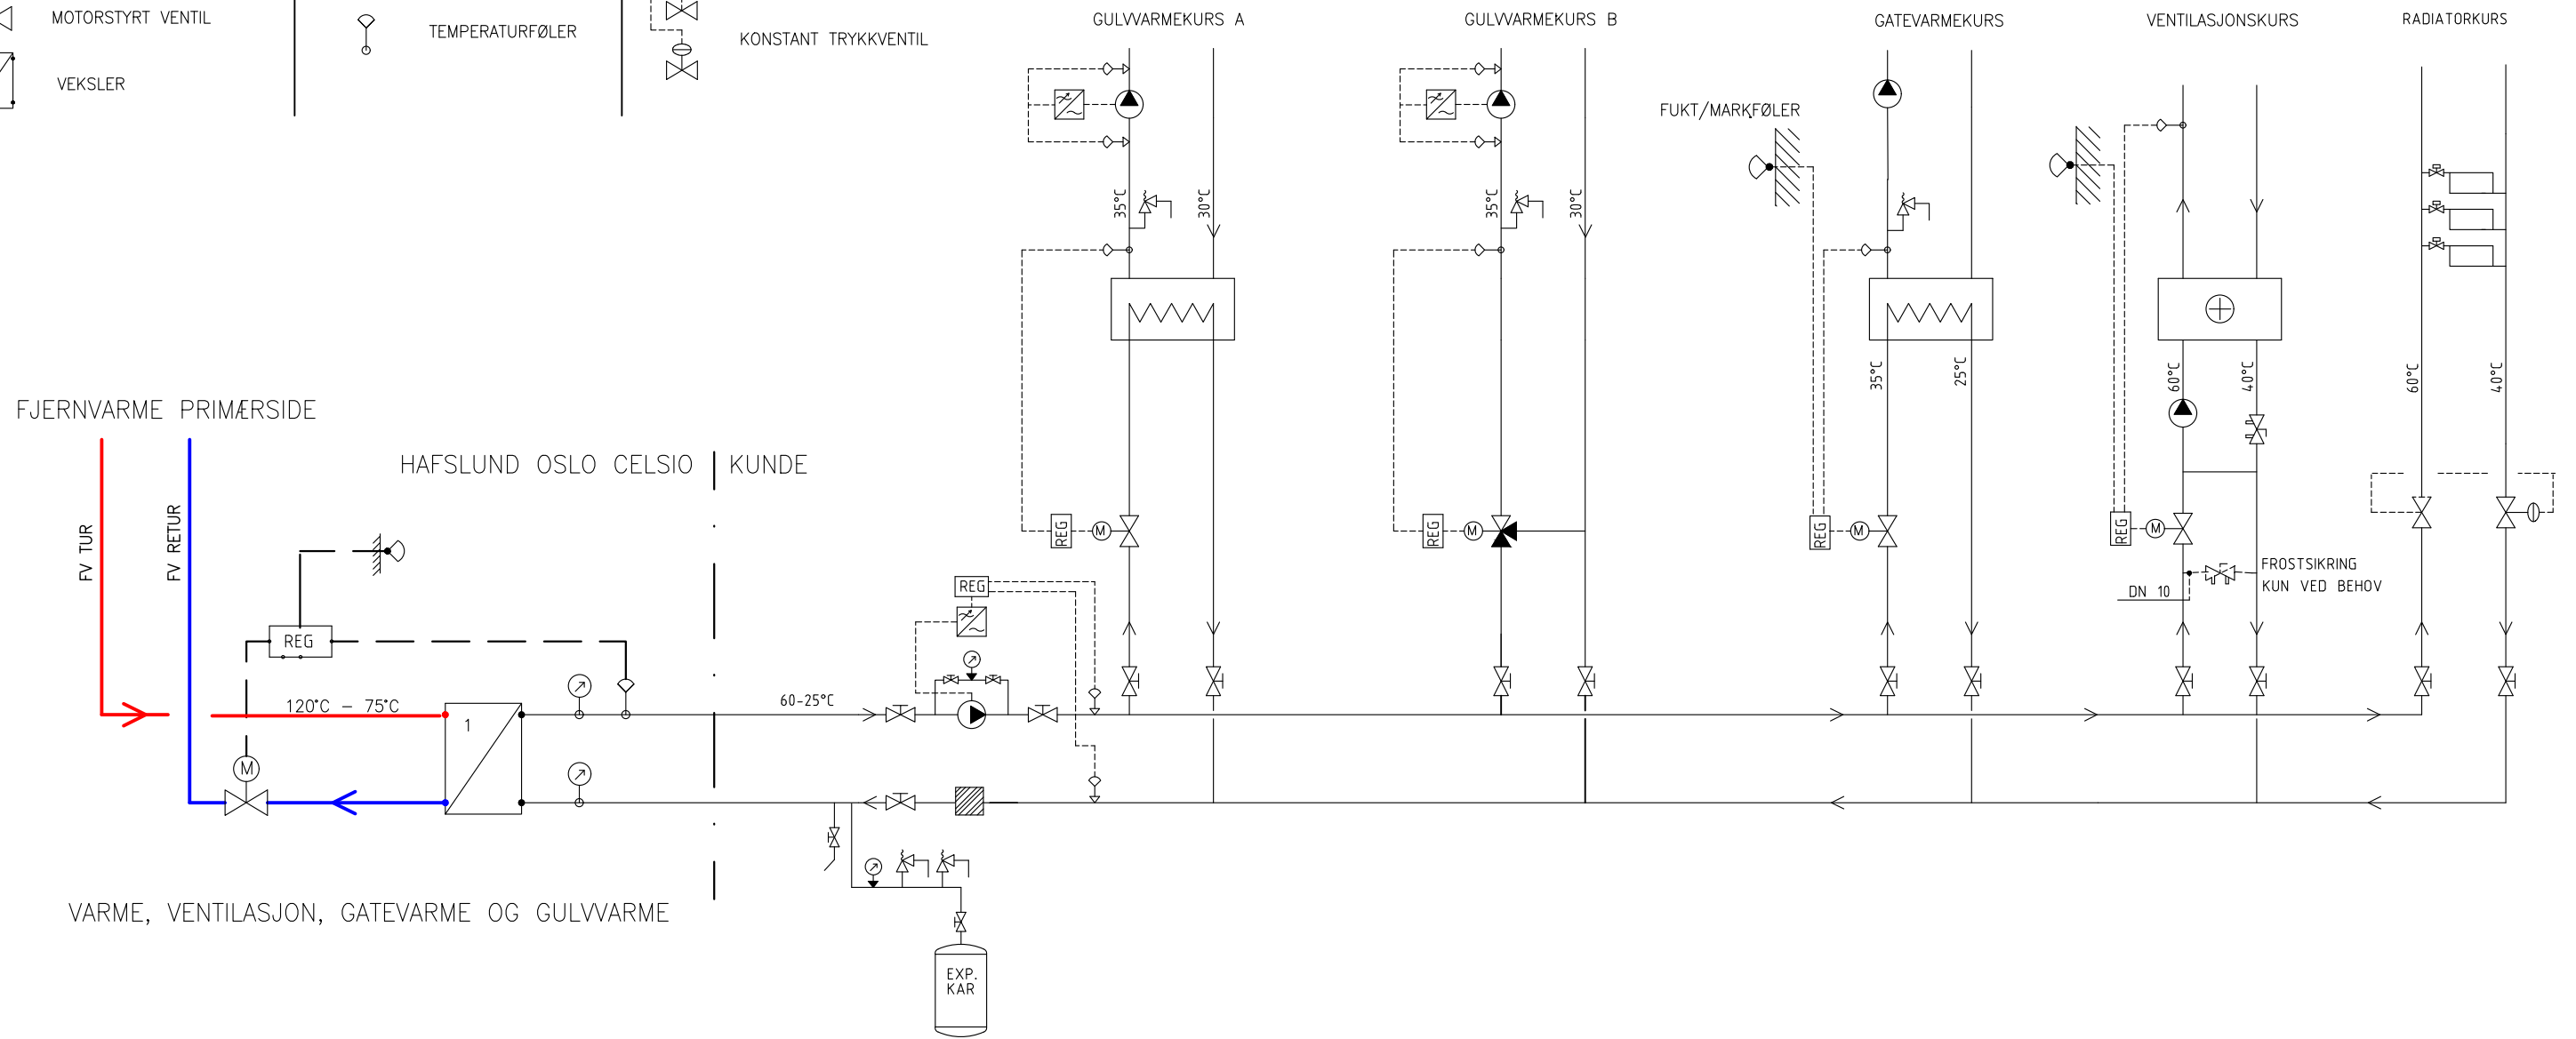 MOTORSTYRT VENTIL
VEKSLER
TEMPERATURFØLER
KONSTANT TRYKKVENTIL
GULVVARMEKURS A
GULVVARMEKURS B
GATEVARMEKURS
VENTILASJONSKURS
RADIATORKURS
FUKT/MARKFØLER
35°C
30°C
35°C
30°C
35°C
25°C
60°C
40°C
60°C
40°C
FJERNVARME PRIMÆRSIDE
HAFSLUND OSLO CELSIO
KUNDE
FV TUR
FV RETUR
REG
M
REG
M
REG
M
REG
M
REG
REG
FROSTSIKRING
KUN VED BEHOV
DN 10
120°C - 75°C
1
60-25°C
M
VARME, VENTILASJON, GATEVARME OG GULVVARME
EXP.
KAR